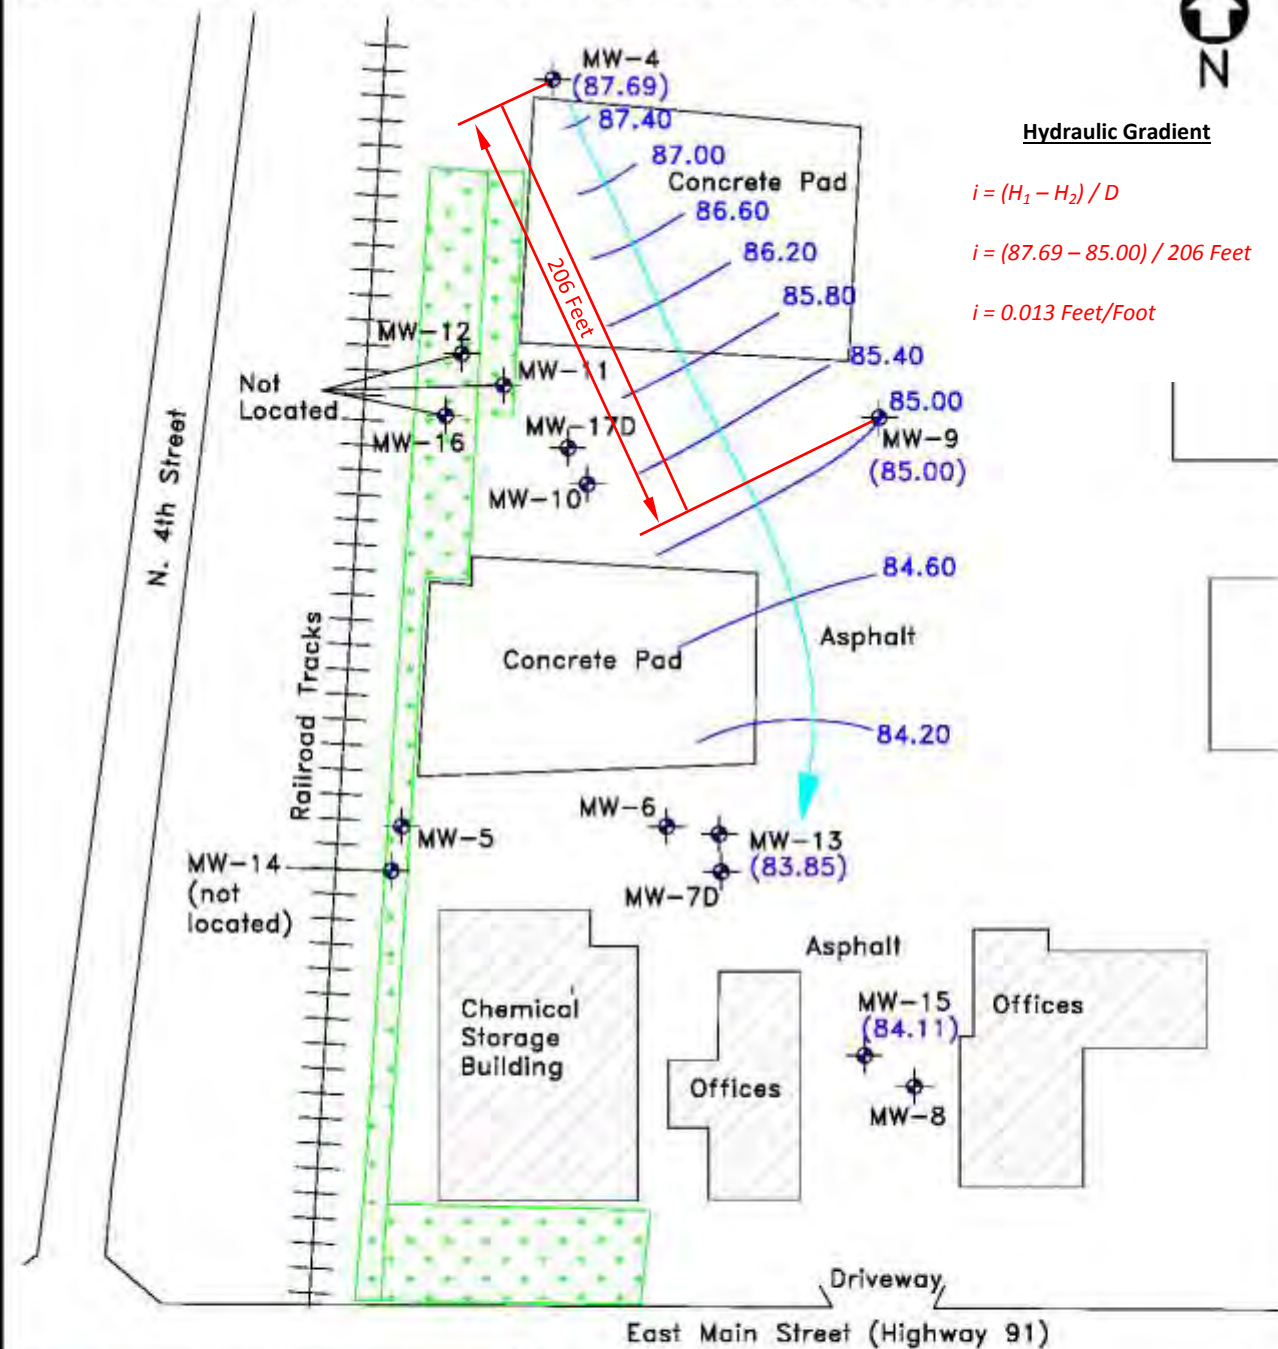 MW-4
(87.69)
N
87.40
Hydraulic Gradient
87.00
Concrete Pad
i = (H₁ – H₂) / D
86.60
86.20
i = (87.69 – 85.00) / 206 Feet
206 Feet
85.80
i = 0.013 Feet/Foot
MW-12
85.40
MW-11
Not
Located
85.00
MW-17D
MW-9
MW-16
(85.00)
MW-10
N. 4th Street
84.60
Asphalt
Concrete Pad
Railroad Tracks
84.20
MW-6
MW-5
MW-13
(83.85)
MW-14
(not
located)
MW-7D
Asphalt
MW-15
(84.11)
Offices
Chemical
Storage
Building
Offices
MW-8
Driveway
East Main Street (Highway 91)